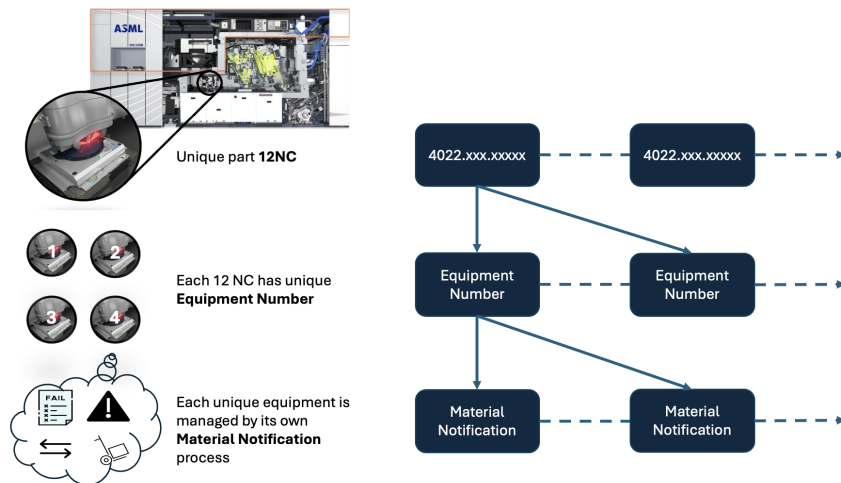 ASML
Unique part 12NC
1
2
3
4
Each 12 NC has unique
Equipment Number
FAIL
Each unique equipment is
managed by its own
Material Notification
process
4022.xxx.xxxxx
4022.xxx.xxxxx
Equipment
Number
Equipment
Number
Material
Notification
Material
Notification